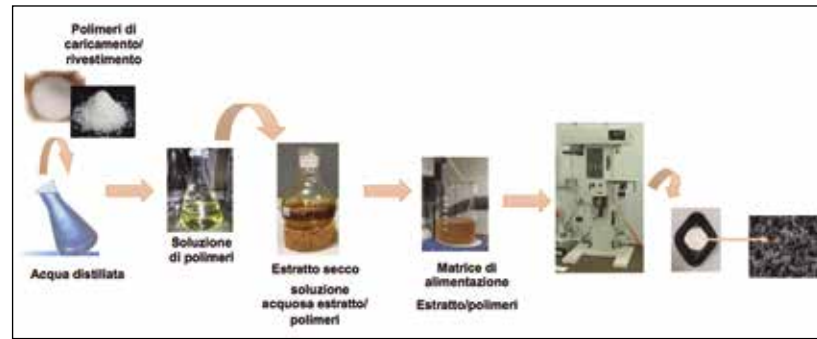 Polimeri di
caricamento/
rivestimento
Acqua distillata
Soluzione
di polimeri
Estratto secco
soluzione
acquosa estratto/
polimeri
Matrice di
alimentazione
Estratto/polimeri